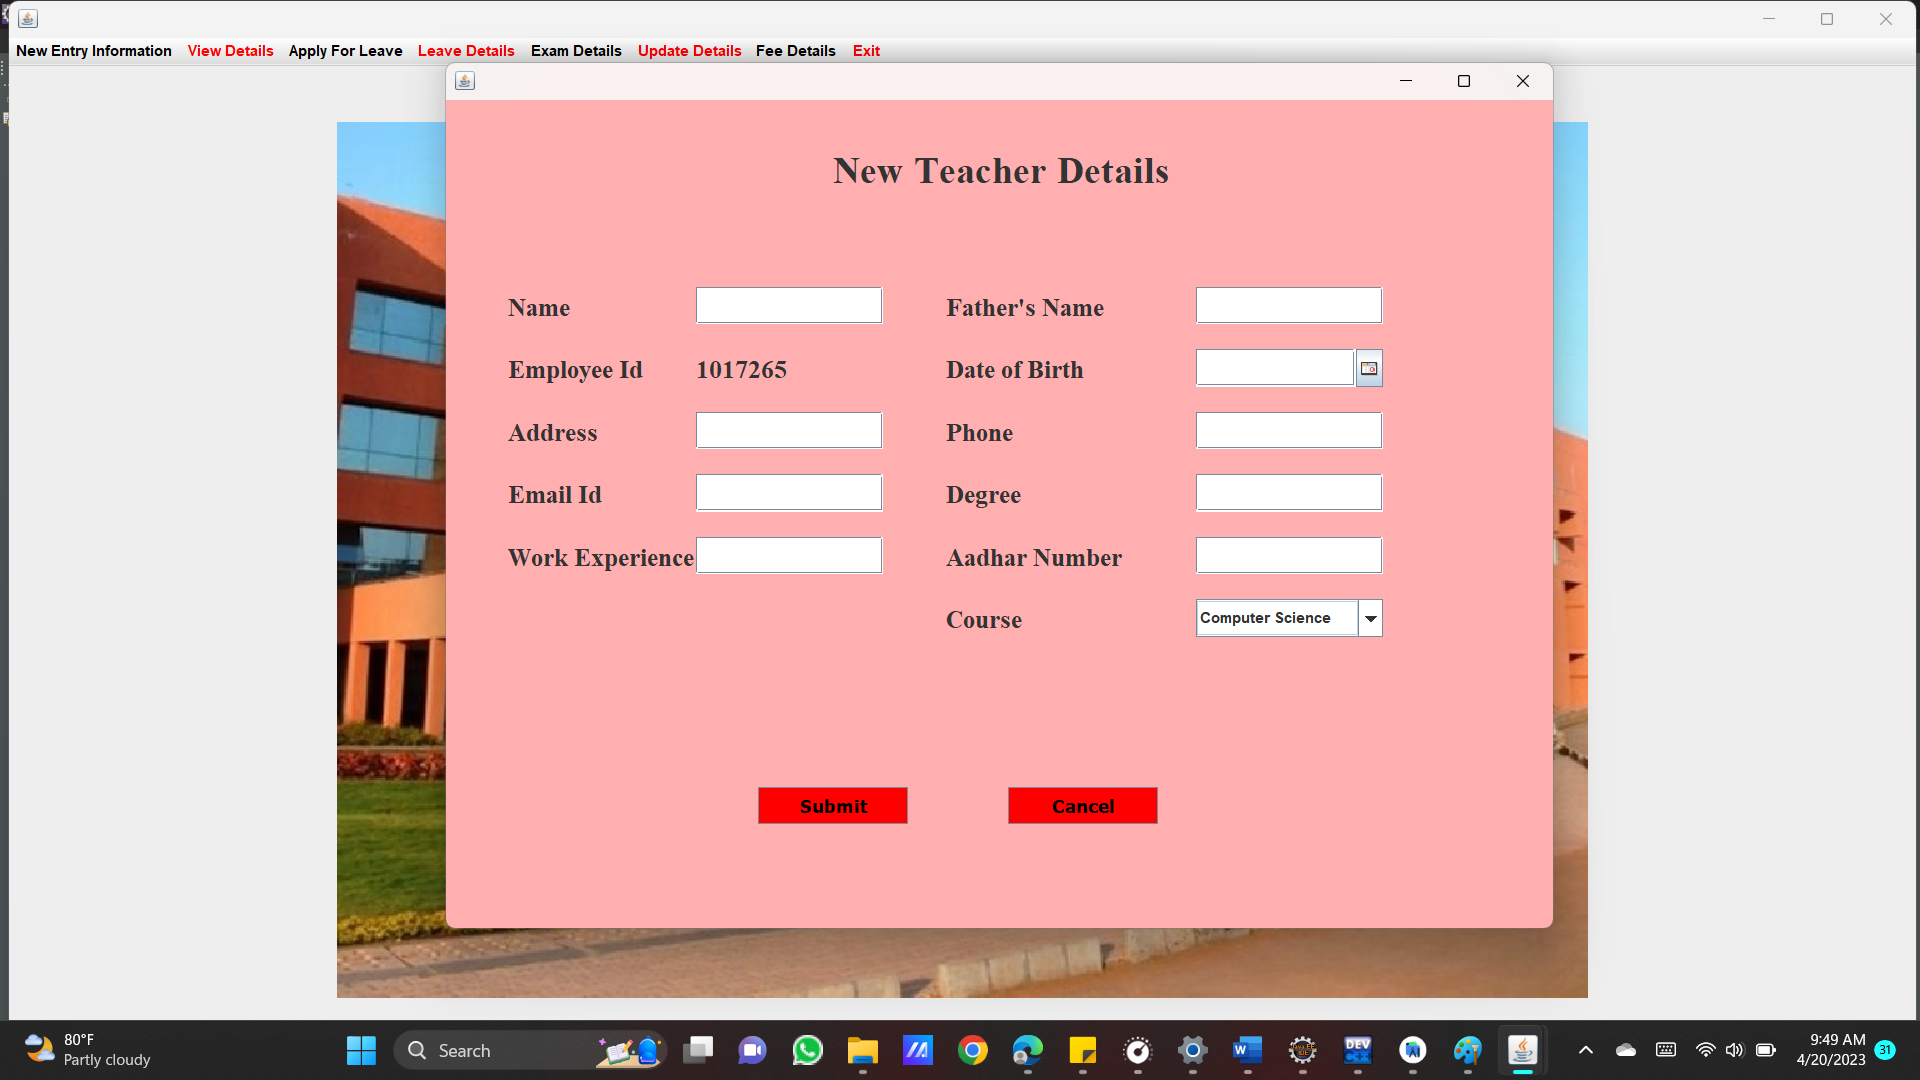 New Entry Information View Details Apply For Leave Leave Details Exam Details Update Details Fee Details Exit
New Teacher Details
Name Father's Name
Employee Id 1017265 Date of Birth
Address Phone
Email Id Degree
Work Experience Aadhar Number
Course Computer Science
Submit Cancel
80°F
Partly cloudy
Search
DEV
C++
9:49 AM
4/20/2023
31